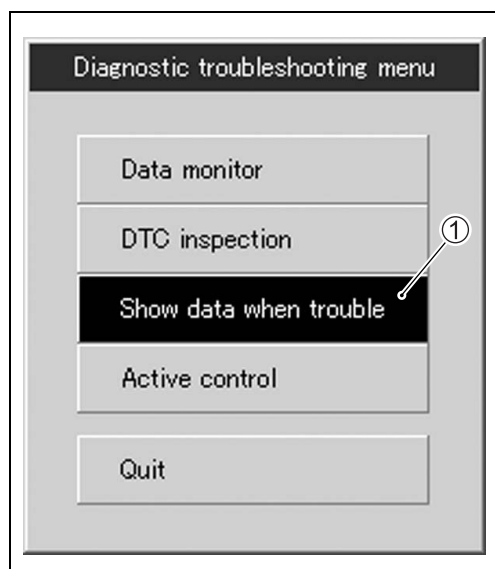 Diagnostic troubleshooting menu
Data monitor
DTC inspection
1
Show data when trouble
Active control
Quit